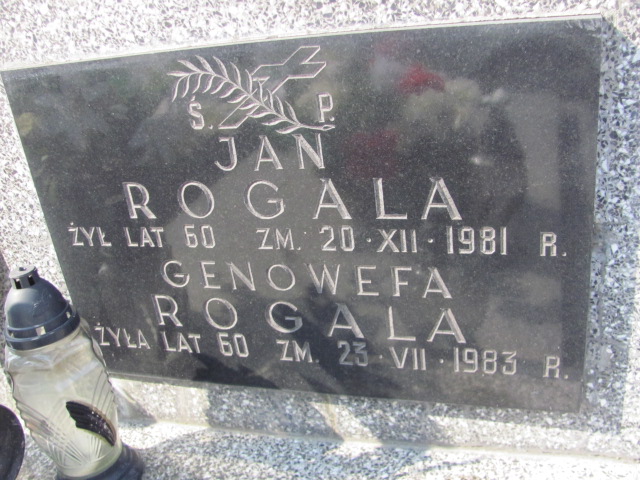 Ś. P.
JAN
ROGALA
ŻYŁ LAT 60 ZM. 20·XII·1981 R.
GENOWEFA
ROGALA
ŻYŁA LAT 60 ZM. 23·VII·1983 R.